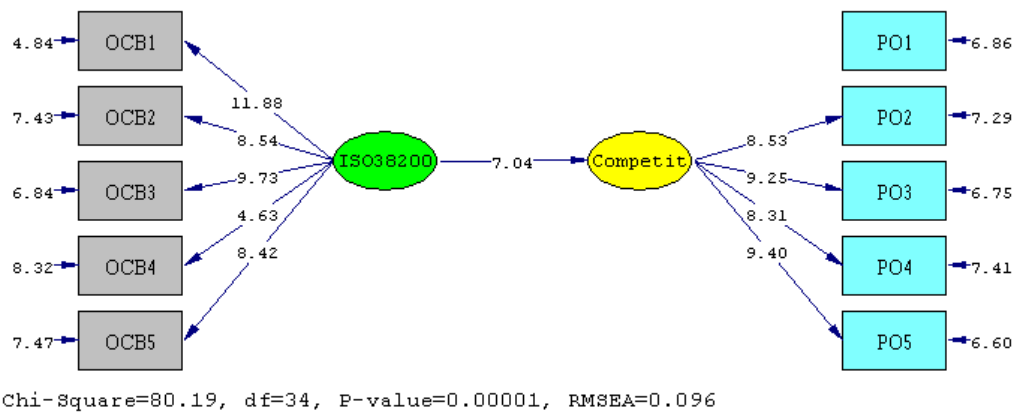 4.84 OCB1 PO1 6.86
11.88
7.43 OCB2 PO2 7.29
8.54 8.53
6.84 OCB3 ISO38200 7.04 Competit 9.25 PO3 6.75
9.73
4.63 8.31
8.32 OCB4 8.42 9.40 PO4 7.41
7.47 OCB5 PO5 6.60
Chi-Square=80.19, df=34, P-value=0.00001, RMSEA=0.096